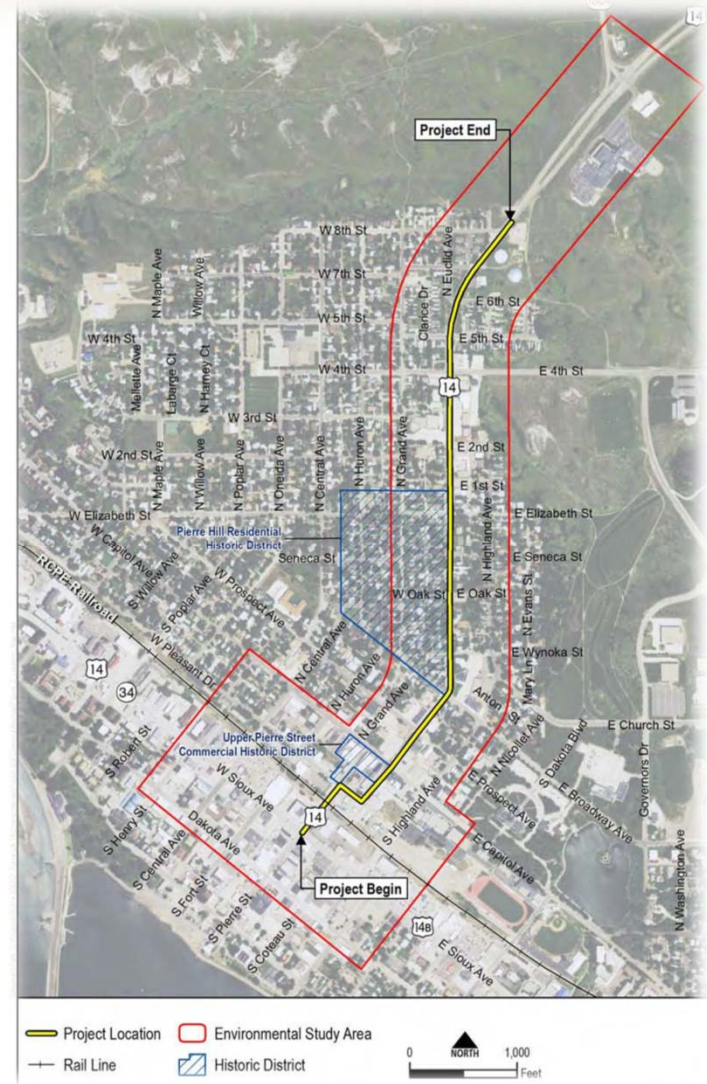 14
Project End
W 8th St
N Euclid Ave
W 7th St
N Maple Ave
Willow Ave
Clarice Dr
E 6th St
W 5th St
W 4th St
E 5th St
Mellette Ave
Labarge Ct
N Harney Ct
W 4th St
E 4th St
14
W 3rd St
W 2nd St
N Maple Ave
N Willow Ave
N Poplar Ave
N Oneida Ave
N Central Ave
N Huron Ave
N Grand Ave
E 2nd St
E 1st St
W Elizabeth St
E Elizabeth St
N Highland Ave
Pierre Hill Residential
Historic District
W Capitol Ave
S Willow Ave
S Poplar Ave
W Prospect Ave
Seneca St
E Seneca St
W Oak St
E Oak St
N Evans St
RCPE Railroad
W Pleasant Dr
N Central Ave
N Huron Ave
N Grand Ave
E Wynoka St
Mary Ln
14
34
Anton St
N Nicollet Ave
S Dakota Blvd
E Church St
Upper Pierre Street
Commercial Historic District
S Robert St
W Sioux Ave
E Prospect Ave
E Broadway Ave
Governors Dr
14
S Highland Ave
S Henry St
Dakota Ave
S Central Ave
E Capitol Ave
N Washington Ave
Project Begin
S Fort St
S Pierre St
S Coteau St
14B
E Sioux Ave
Project Location
Environmental Study Area
Rail Line
Historic District
NORTH
0
1,000
Feet